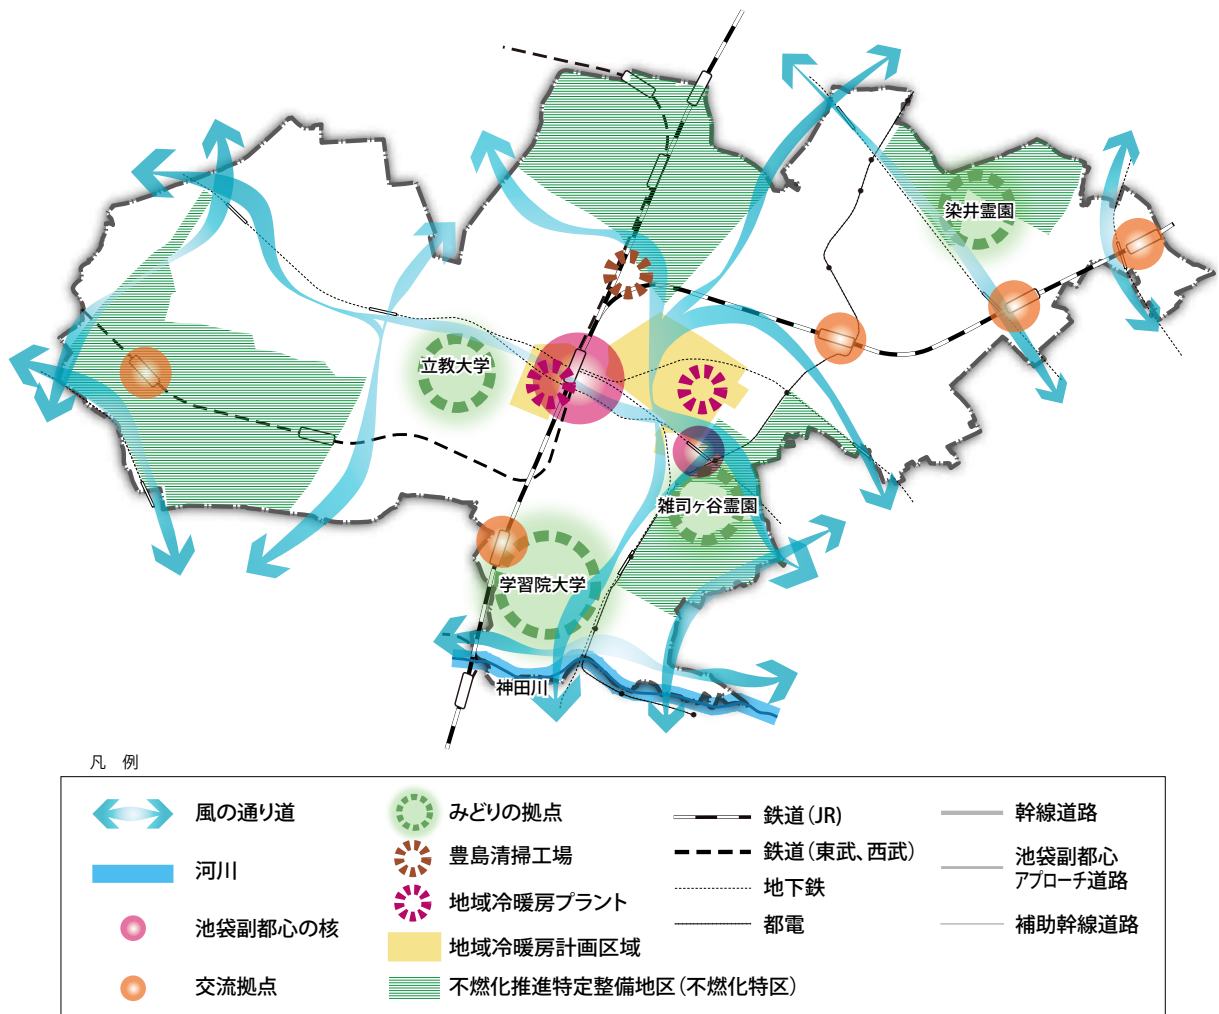 染井霊園
立教大学
雑司ヶ谷霊園
学習院大学
神田川
凡 例
風の通り道
河川
池袋副都心の核
交流拠点
みどりの拠点
豊島清掃工場
地域冷暖房プラント
地域冷暖房計画区域
不燃化推進特定整備地区（不燃化特区）
鉄道（JR）
鉄道（東武、西武）
地下鉄
都電
幹線道路
池袋副都心
アプローチ道路
補助幹線道路